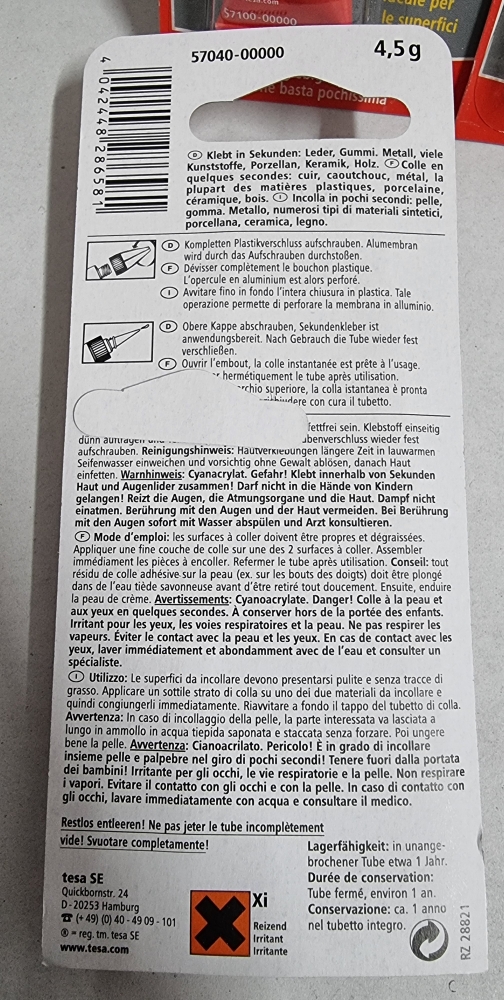 57100-00000
le superfici
57040-00000
4,5 g
basta pochissima
4 042448 286581
Ⓓ Klebt in Sekunden: Leder, Gummi. Metall, viele
Kunststoffe, Porzellan, Keramik, Holz. Ⓕ Colle en
quelques secondes: cuir, caoutchouc, métal, la
plupart des matières plastiques, porcelaine,
céramique, bois. Ⓘ Incolla in pochi secondi: pelle,
gomma. Metallo, numerosi tipi di materiali sintetici,
porcellana, ceramica, legno.
Ⓓ Kompletten Plastikverschluss aufschrauben. Alumembran
wird durch das Aufschrauben durchstoßen.
Ⓕ Dévisser complètement le bouchon plastique.
L'opercule en aluminium est alors perforé.
Ⓘ Avvitare fino in fondo l'intera chiusura in plastica. Tale
operazione permette di perforare la membrana in alluminio.
Ⓓ Obere Kappe abschrauben, Sekundenkleber ist
anwendungsbereit. Nach Gebrauch die Tube wieder fest
verschließen.
Ⓕ Ouvrir l'embout, la colle instantanée est prête à l'usage.
hermétiquement le tube après utilisation.
superiore, la colla istantanea è pronta
con cura il tubetto.
fettfrei sein. Klebstoff einseitig
dünn auftragen wieder fest
aufschrauben. Reinigungshinweis: Hautverklebungen längere Zeit in lauwarmen
Seifenwasser einweichen und vorsichtig ohne Gewalt ablösen, danach Haut
einfetten. Warnhinweis: Cyanacrylat. Gefahr! Klebt innerhalb von Sekunden
Haut und Augenlider zusammen! Darf nicht in die Hände von Kindern
gelangen! Reizt die Augen, die Atmungsorgane und die Haut. Dampf nicht
einatmen. Berührung mit den Augen und der Haut vermeiden. Bei Berührung
mit den Augen sofort mit Wasser abspülen und Arzt konsultieren.
Ⓕ Mode d'emploi: les surfaces à coller doivent être propres et dégraissées.
Appliquer une fine couche de colle sur une des 2 surfaces à coller. Assembler
immédiament les pièces à encoller. Refermer le tube après utilisation. Conseil: tout
résidu de colle adhésive sur la peau (ex. sur les bouts des doigts) doit être plongé
dans de l'eau tiède savonneuse avant d'être retiré tout doucement. Ensuite, enduire
la peau de crème. Avertissements: Cyanoacrylate. Danger! Colle à la peau et
aux yeux en quelques secondes. À conserver hors de la portée des enfants.
Irritant pour les yeux, les voies respiratoires et la peau. Ne pas respirer les
vapeurs. Éviter le contact avec la peau et les yeux. En cas de contact avec les
yeux, laver immédiatement et abondamment avec de l'eau et consulter un
spécialiste.
Ⓘ Utilizzo: Le superfici da incollare devono presentarsi pulite e senza tracce di
grasso. Applicare un sottile strato di colla su uno dei due materiali da incollare e
quindi congiungerli immediatamente. Riavvitare a fondo il tappo del tubetto di colla.
Avvertenza: In caso di incollaggio della pelle, la parte interessata va lasciata a
lungo in ammollo in acqua tiepida saponata e staccata senza forzare. Poi ungere
bene la pelle. Avvertenza: Cianoacrilato. Pericolo! È in grado di incollare
insieme pelle e palpebre nel giro di pochi secondi! Tenere fuori dalla portata
dei bambini! Irritante per gli occhi, le vie respiratorie e la pelle. Non respirare
i vapori. Evitare il contatto con gli occhi e con la pelle. In caso di contatto con
gli occhi, lavare immediatamente con acqua e consultare il medico.
Restlos entleeren! Ne pas jeter le tube incomplètement
vide! Svuotare completamente!
Lagerfähigkeit: in unange-
brochener Tube etwa 1 Jahr.
Durée de conservation:
Tube fermé, environ 1 an.
Conservazione: ca. 1 anno
nel tubetto integro.
tesa SE
Quickbornstr. 24
D-20253 Hamburg
☎ (+ 49) (0) 40 - 49 09 - 101
® = reg. tm. tesa SE
www.tesa.com
Xi
Reizend
Irritant
Irritante
RZ 28821